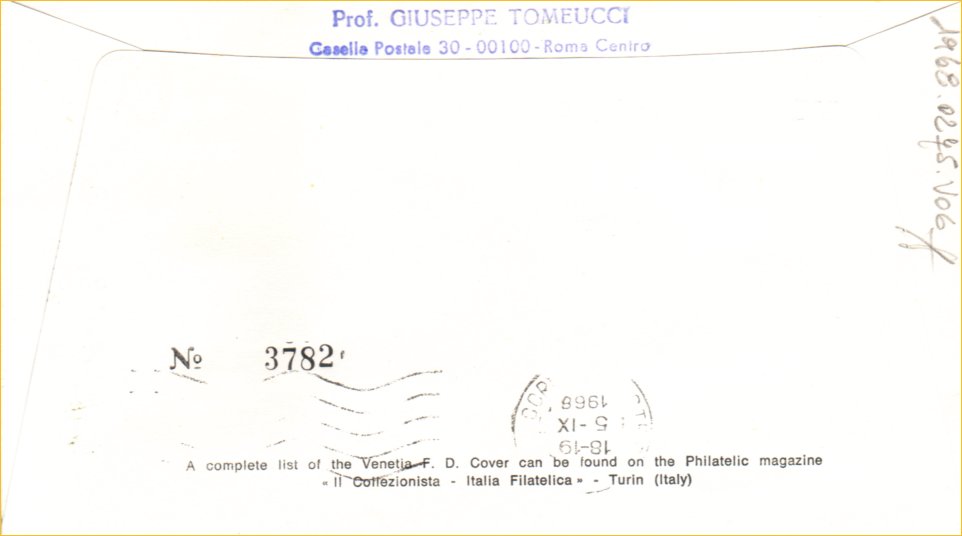 Prof. GIUSEPPE TOMEUCCI
Casella Postale 30 - 00100 - Roma Centro
1968.0245.V06
№ 3782
18-19
5 - IX
1968
A complete list of the Venetia F. D. Cover can be found on the Philatelic magazine
« Il Collezionista - Italia Filatelica » - Turin (Italy)